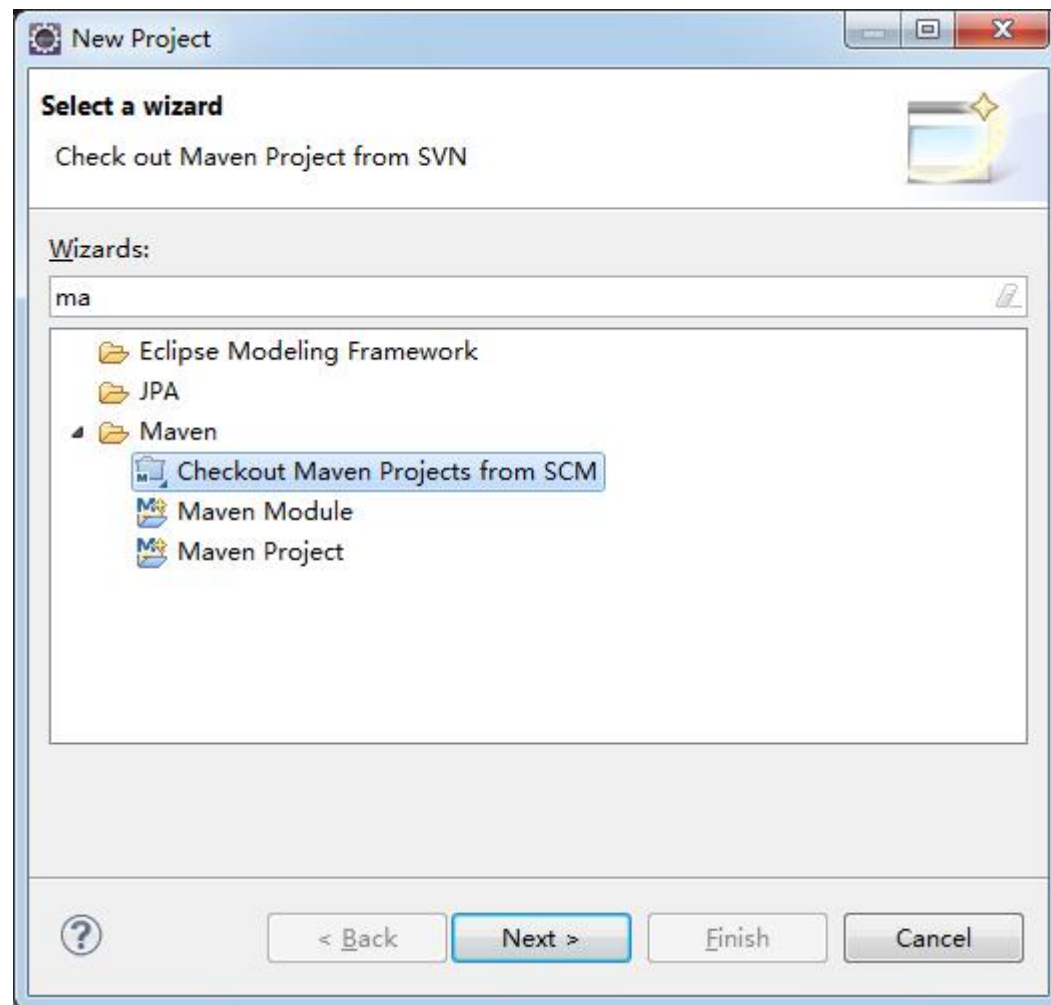 New Project
Select a wizard
Check out Maven Project from SVN
Wizards:
ma
Eclipse Modeling Framework
JPA
Maven
Checkout Maven Projects from SCM
Maven Module
Maven Project
< Back Next > Finish Cancel